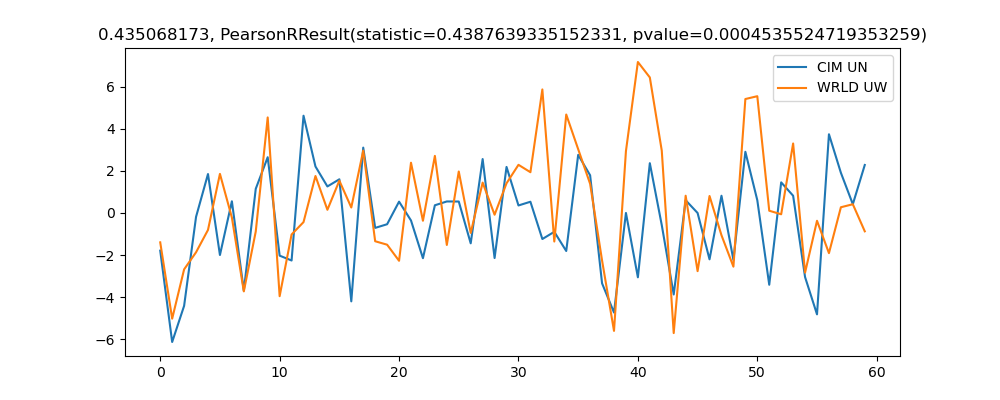 0.435068173, PearsonRResult(statistic=0.4387639335152331, pvalue=0.0004535524719353259)
CIM UN
WRLD UW
6
4
2
0
−2
−4
−6
0 10 20 30 40 50 60